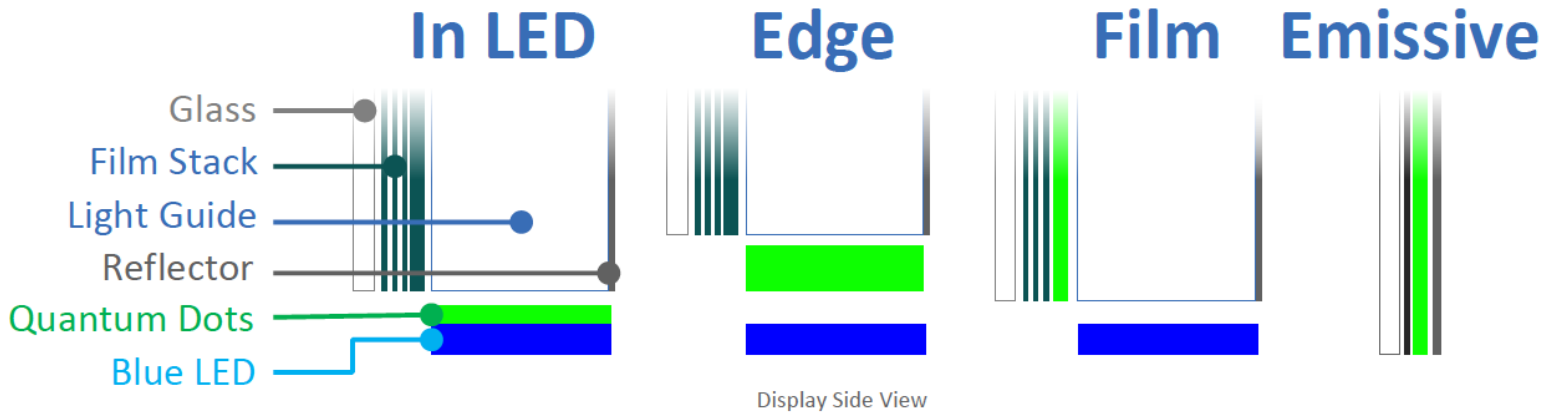 In LED Edge Film Emissive
Glass
Film Stack
Light Guide
Reflector
Quantum Dots
Blue LED
Display Side View